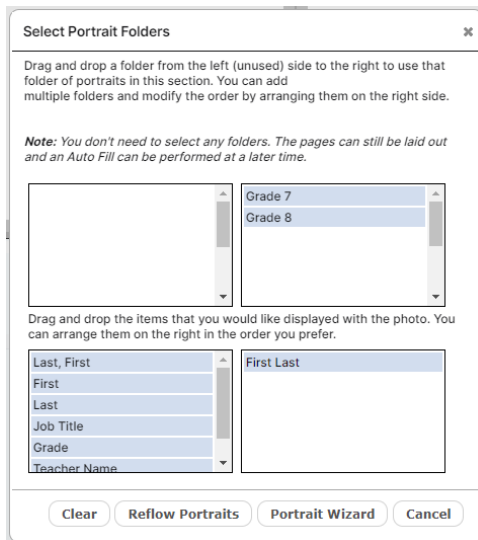 Select Portrait Folders
Drag and drop a folder from the left (unused) side to the right to use that
folder of portraits in this section. You can add
multiple folders and modify the order by arranging them on the right side.
Note: You don't need to select any folders. The pages can still be laid out
and an Auto Fill can be performed at a later time.
Grade 7
Grade 8
Drag and drop the items that you would like displayed with the photo. You
can arrange them on the right in the order you prefer.
Last, First
First
Last
Job Title
Grade
Teacher Name
First Last
Clear
Reflow Portraits
Portrait Wizard
Cancel